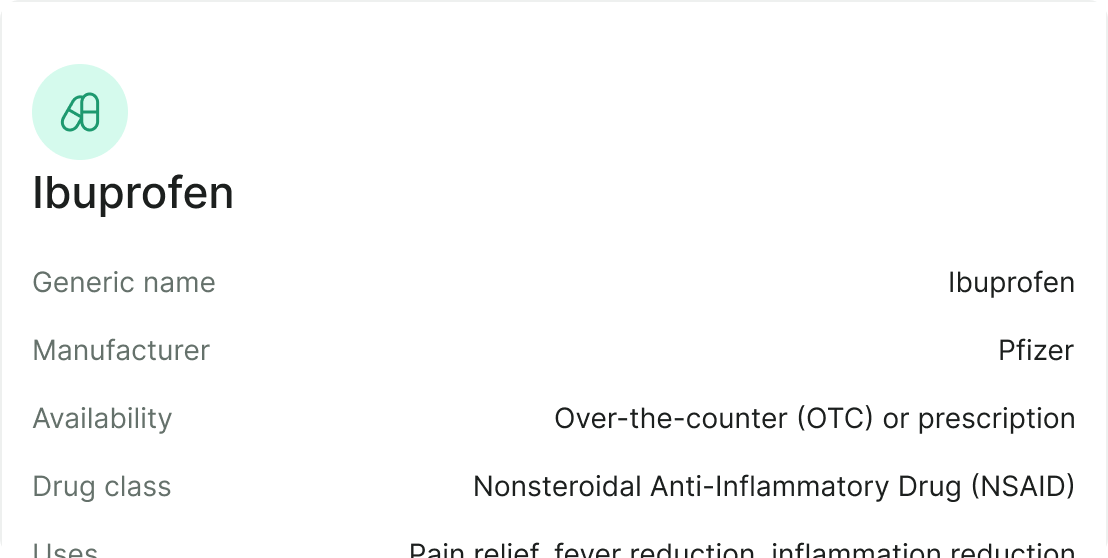 Ibuprofen
Generic name Ibuprofen
Manufacturer Pfizer
Availability Over-the-counter (OTC) or prescription
Drug class Nonsteroidal Anti-Inflammatory Drug (NSAID)
Uses Pain relief, fever reduction, inflammation reduction